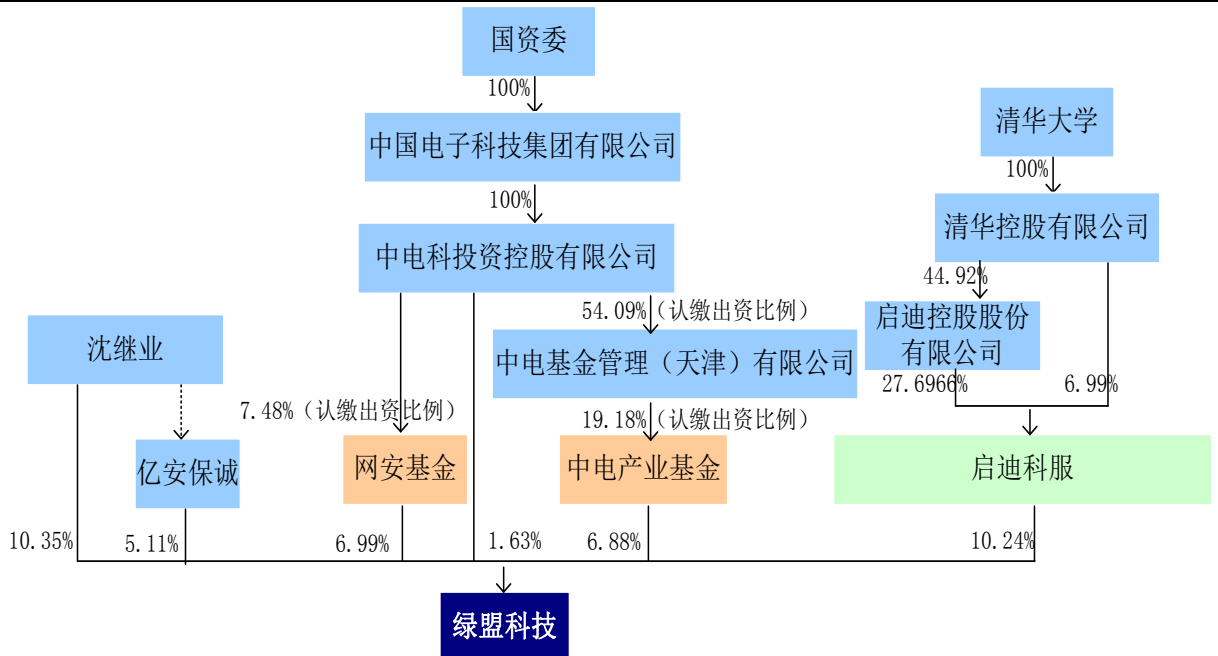 国资委
100%
中国电子科技集团有限公司
清华大学
100%
100%
中电科投资控股有限公司
清华控股有限公司
44.92%
54.09%（认缴出资比例）
启迪控股股份
有限公司
沈继业
中电基金管理（天津）有限公司
27.6966%
6.99%
7.48%（认缴出资比例）
19.18%（认缴出资比例）
亿安保诚
网安基金
中电产业基金
启迪科服
10.35%
5.11%
6.99%
1.63%
6.88%
10.24%
绿盟科技